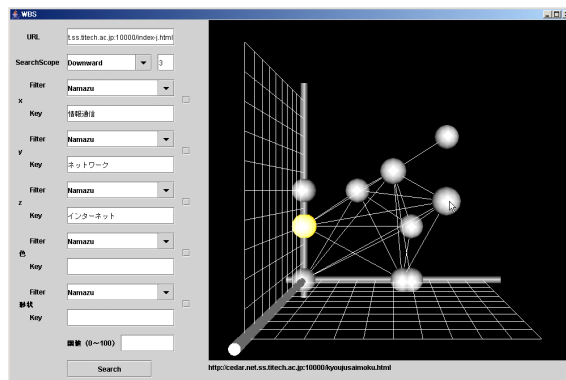 WBS
URL t.ss.titech.ac.jp:10000/index-j.html
SearchScope Downward 3
Filter Namazu
x
Key 情報通信
Filter Namazu
y
Key ネットワーク
Filter Namazu
z
Key インターネット
Filter Namazu
色
Key
Filter Namazu
形状
Key
閾値 (0～100)
Search
http://cedar.net.ss.titech.ac.jp:10000/kyoujusaimoku.html